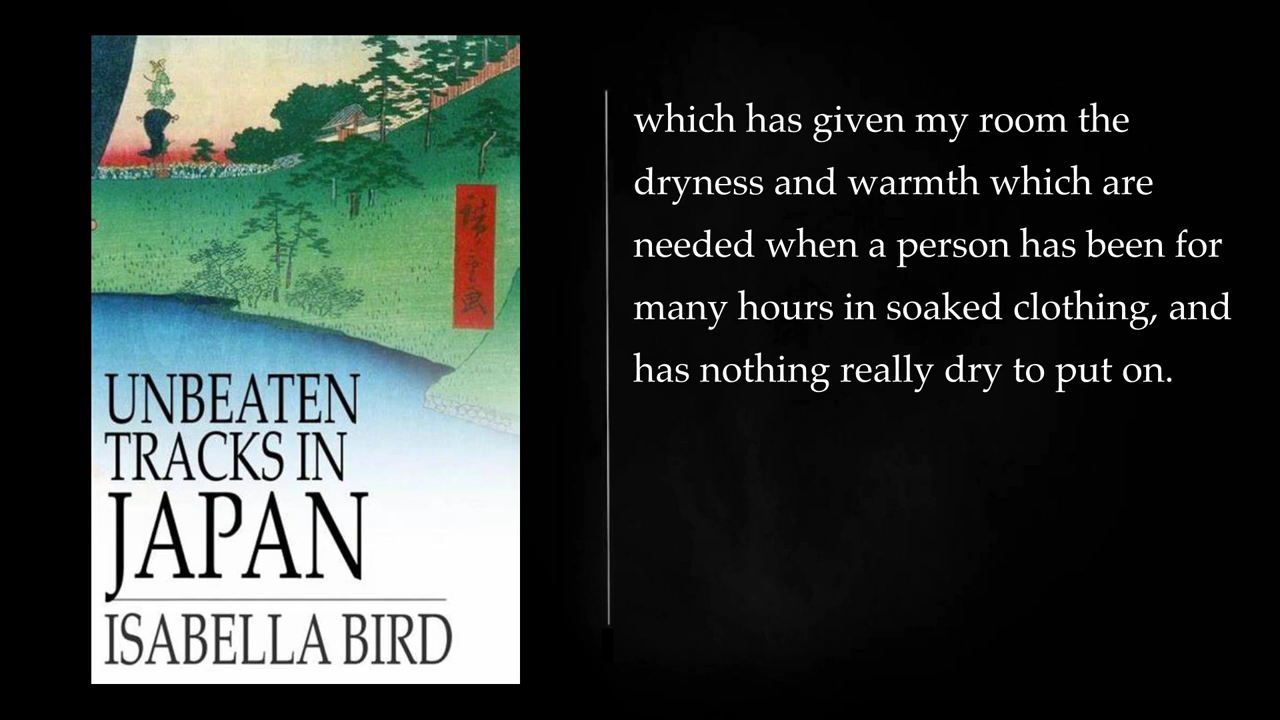 UNBEATEN
TRACKS IN
JAPAN
ISABELLA BIRD
which has given my room the
dryness and warmth which are
needed when a person has been for
many hours in soaked clothing, and
has nothing really dry to put on.